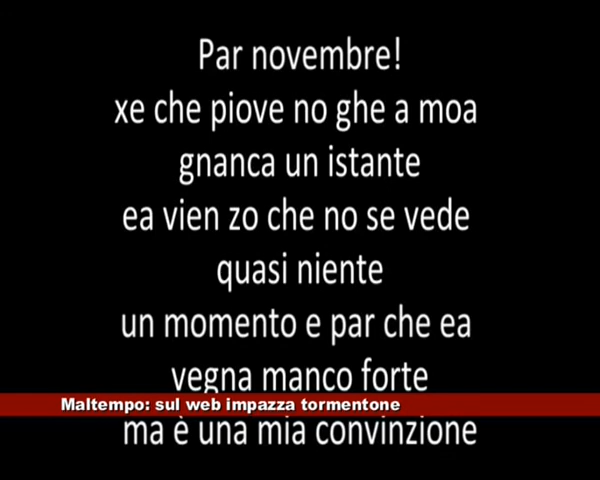 Par novembre!
xe che piove no ghe a moa
gnanca un istante
ea vien zo che no se vede
quasi niente
un momento e par che ea
vegna manco forte
Maltempo: sul web impazza tormentone
ma è una mia convinzione